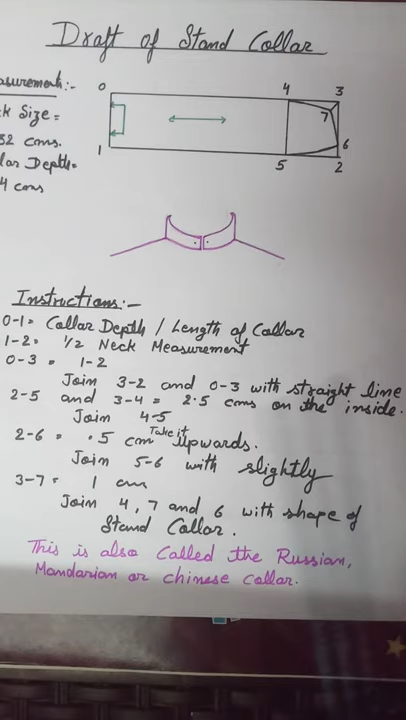 Draft of Stand Collar
asurement:-
k Size =
32 cms.
lar Depth=
4 cms
0
4
3
7
6
1
5
2
Instructions:-
0-1= Collar Depth / Length of Collar
1-2= 1/2 Neck Measurement
0-3 = 1-2
Join 3-2 and 0-3 with straight line
2-5 and 3-4 = 2.5 cms on the inside.
Join 4-5
2-6 = .5 cm Take it upwards.
Join 5-6 with slightly
3-7= 1 cm
Join 4, 7 and 6 with shape of
Stand Collar.
This is also Called the Russian,
Mandarian or chinese collar.